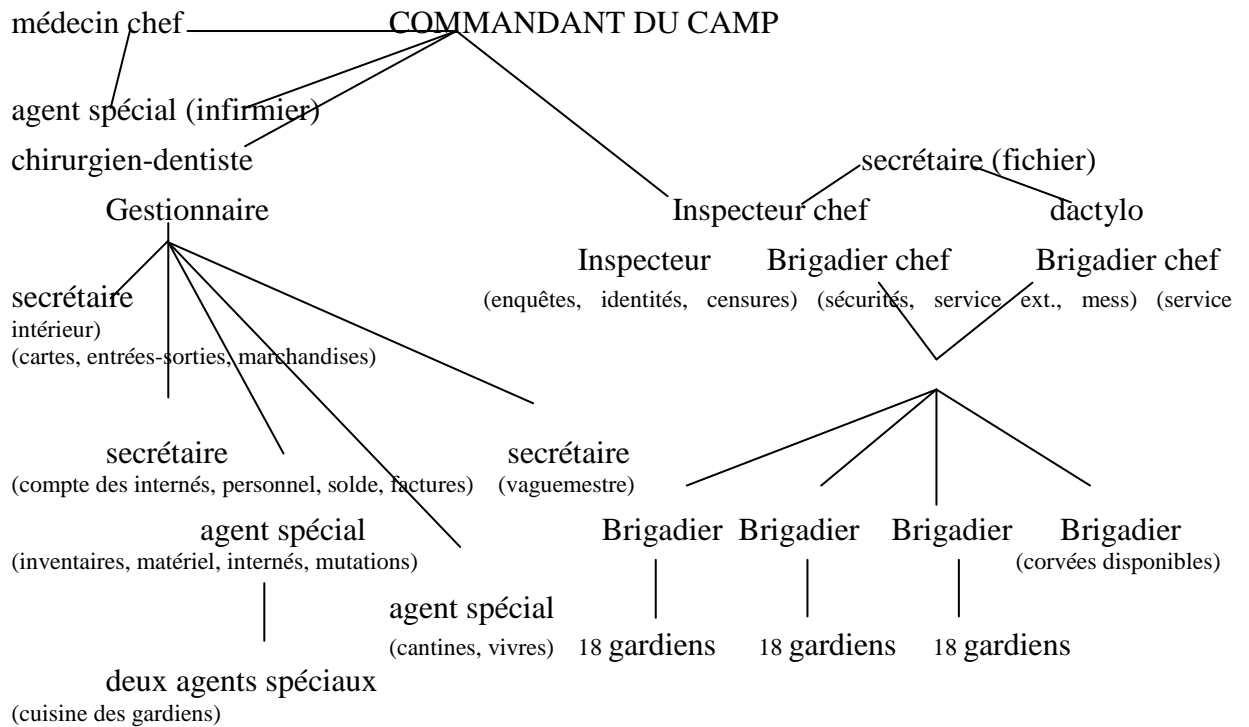 médecin chef COMMANDANT DU CAMP
agent spécial (infirmier)
chirurgien-dentiste secrétaire (fichier)
Gestionnaire Inspecteur chef dactylo
Inspecteur Brigadier chef Brigadier chef
secrétaire (enquêtes, identités, censures) (sécurités, service ext., mess) (service
intérieur)
(cartes, entrées-sorties, marchandises)
secrétaire secrétaire
(compte des internés, personnel, solde, factures) (vaguemestre)
agent spécial Brigadier Brigadier Brigadier Brigadier
(inventaires, matériel, internés, mutations) (corvées disponibles)
agent spécial
(cantines, vivres) 18 gardiens 18 gardiens 18 gardiens
deux agents spéciaux
(cuisine des gardiens)